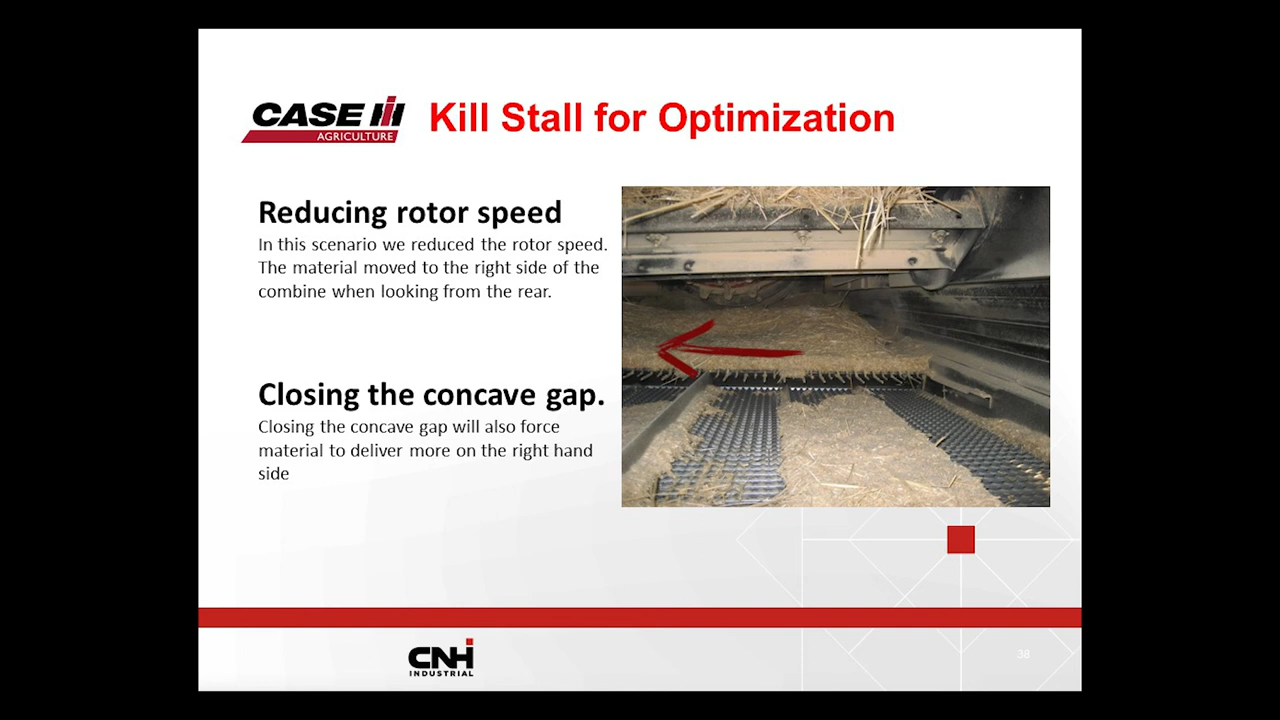 CASE IH
AGRICULTURE
Kill Stall for Optimization
Reducing rotor speed
In this scenario we reduced the rotor speed.
The material moved to the right side of the
combine when looking from the rear.
Closing the concave gap.
Closing the concave gap will also force
material to deliver more on the right hand
side
CNH
INDUSTRIAL
38